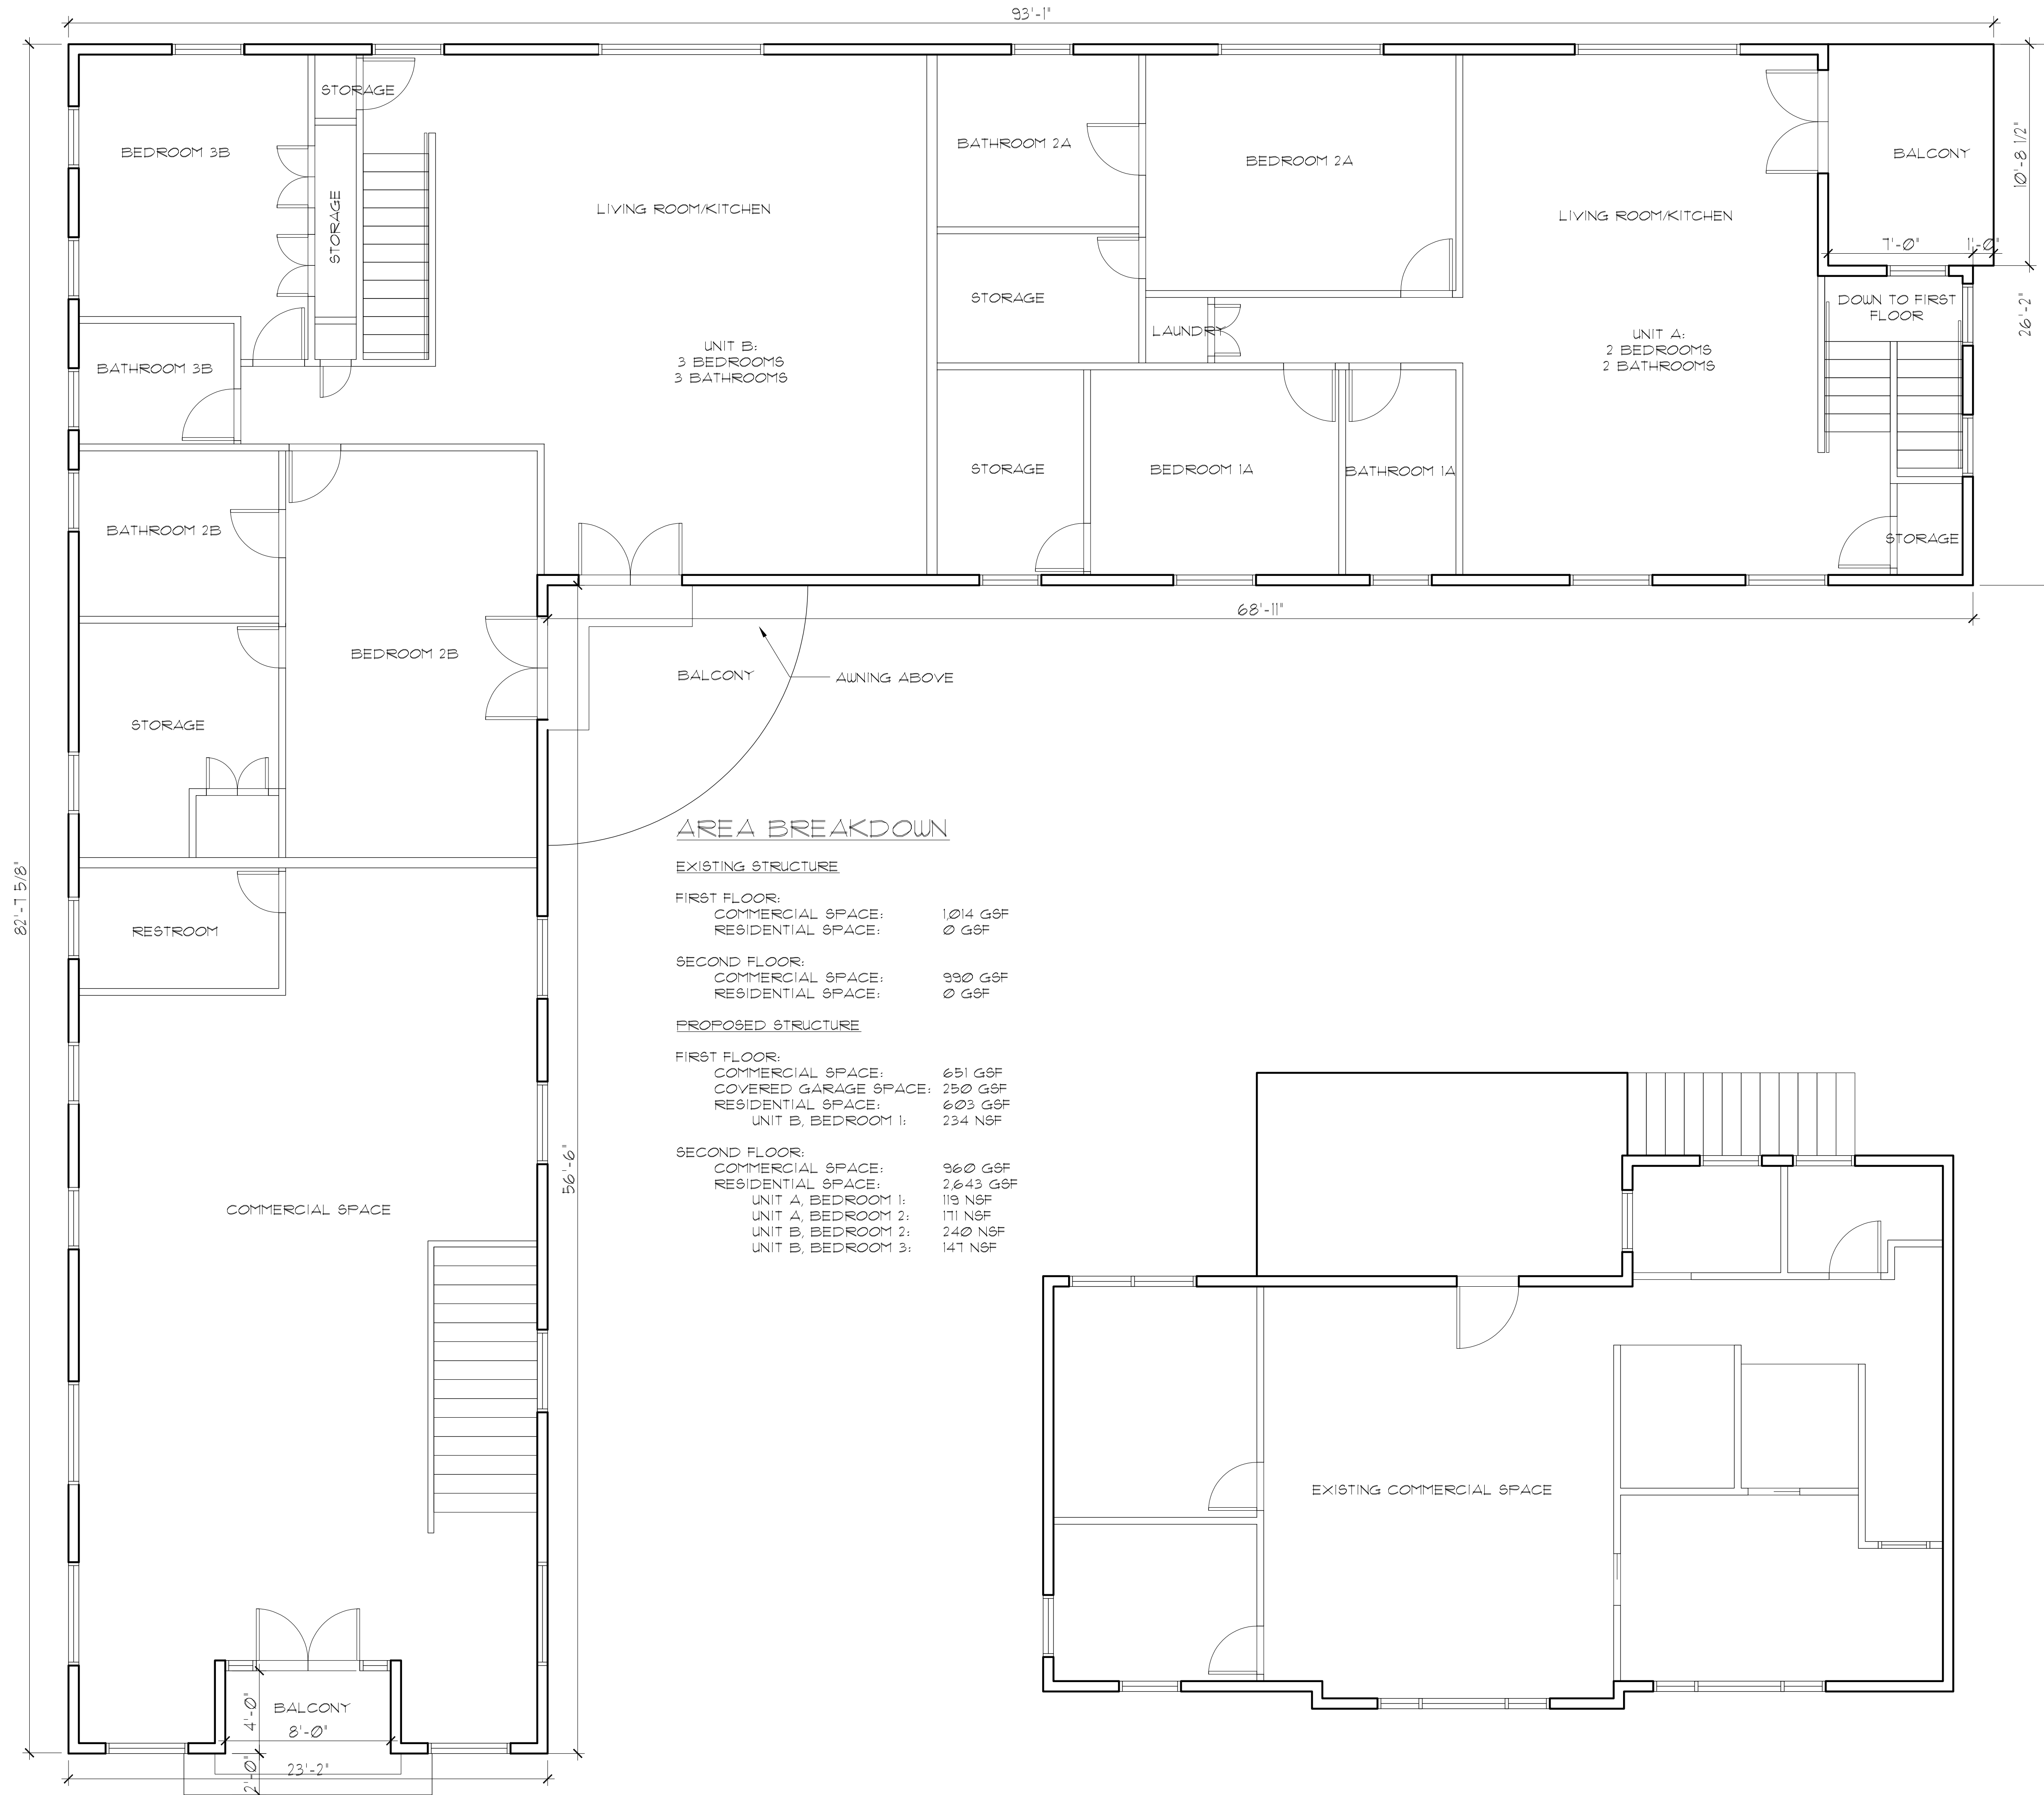 93'-1"
STORAGE
BEDROOM 3B
STORAGE
LIVING ROOM/KITCHEN
BATHROOM 2A
BEDROOM 2A
LIVING ROOM/KITCHEN
BALCONY
10'-8 1/2"
7'-0"
1'-0"
STORAGE
LAUNDRY
DOWN TO FIRST
FLOOR
26'-2"
UNIT B:
3 BEDROOMS
3 BATHROOMS
UNIT A:
2 BEDROOMS
2 BATHROOMS
BATHROOM 3B
STORAGE
BEDROOM 1A
BATHROOM 1A
BATHROOM 2B
STORAGE
68'-11"
BEDROOM 2B
BALCONY
AWNING ABOVE
STORAGE
82'-7 5/8"
RESTROOM
AREA BREAKDOWN
EXISTING STRUCTURE
FIRST FLOOR:
COMMERCIAL SPACE: 1,014 GSF
RESIDENTIAL SPACE: 0 GSF
SECOND FLOOR:
COMMERCIAL SPACE: 990 GSF
RESIDENTIAL SPACE: 0 GSF
PROPOSED STRUCTURE
FIRST FLOOR:
COMMERCIAL SPACE: 651 GSF
COVERED GARAGE SPACE: 250 GSF
RESIDENTIAL SPACE: 603 GSF
UNIT B, BEDROOM 1: 234 NSF
SECOND FLOOR:
COMMERCIAL SPACE: 960 GSF
RESIDENTIAL SPACE: 2,643 GSF
UNIT A, BEDROOM 1: 119 NSF
UNIT A, BEDROOM 2: 171 NSF
UNIT B, BEDROOM 2: 240 NSF
UNIT B, BEDROOM 3: 147 NSF
56'-6"
COMMERCIAL SPACE
EXISTING COMMERCIAL SPACE
BALCONY
4'-0"
8'-0"
2'-0"
23'-2"